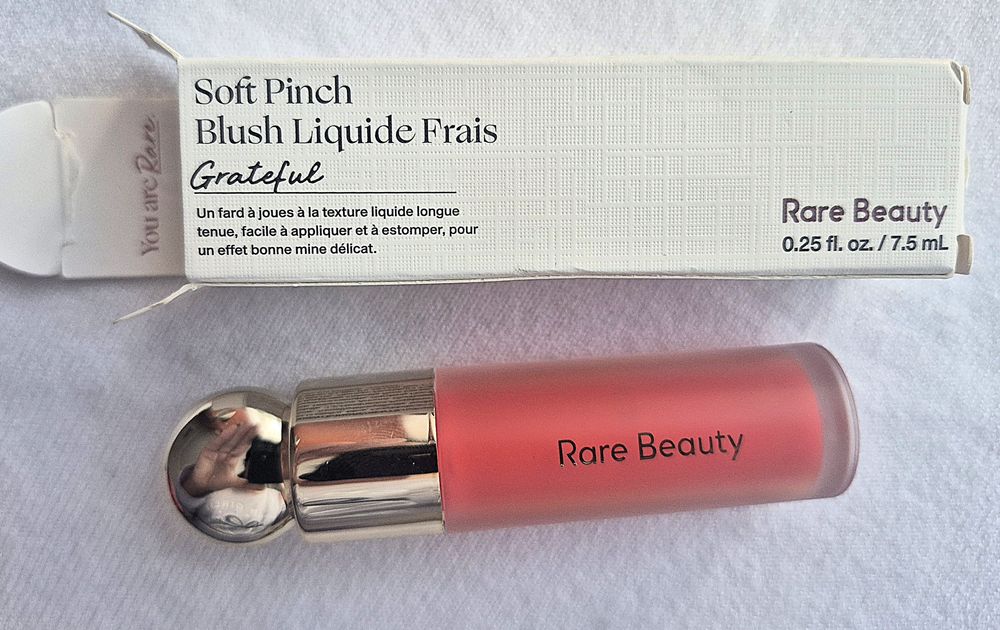 Soft Pinch
Blush Liquide Frais
Grateful
Un fard à joues à la texture liquide longue
tenue, facile à appliquer et à estomper, pour
un effet bonne mine délicat.
Rare Beauty
0.25 fl. oz. / 7.5 mL
You are Rare.
Rare Beauty